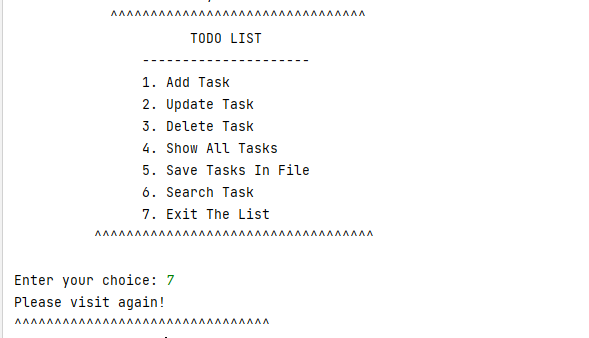 ^^^^^^^^^^^^^^^^^^^^^^^^^^^^^^^^
TODO LIST
---------------------
1. Add Task
2. Update Task
3. Delete Task
4. Show All Tasks
5. Save Tasks In File
6. Search Task
7. Exit The List
^^^^^^^^^^^^^^^^^^^^^^^^^^^^^^^^^^^
Enter your choice: 7
Please visit again!
^^^^^^^^^^^^^^^^^^^^^^^^^^^^^^^^